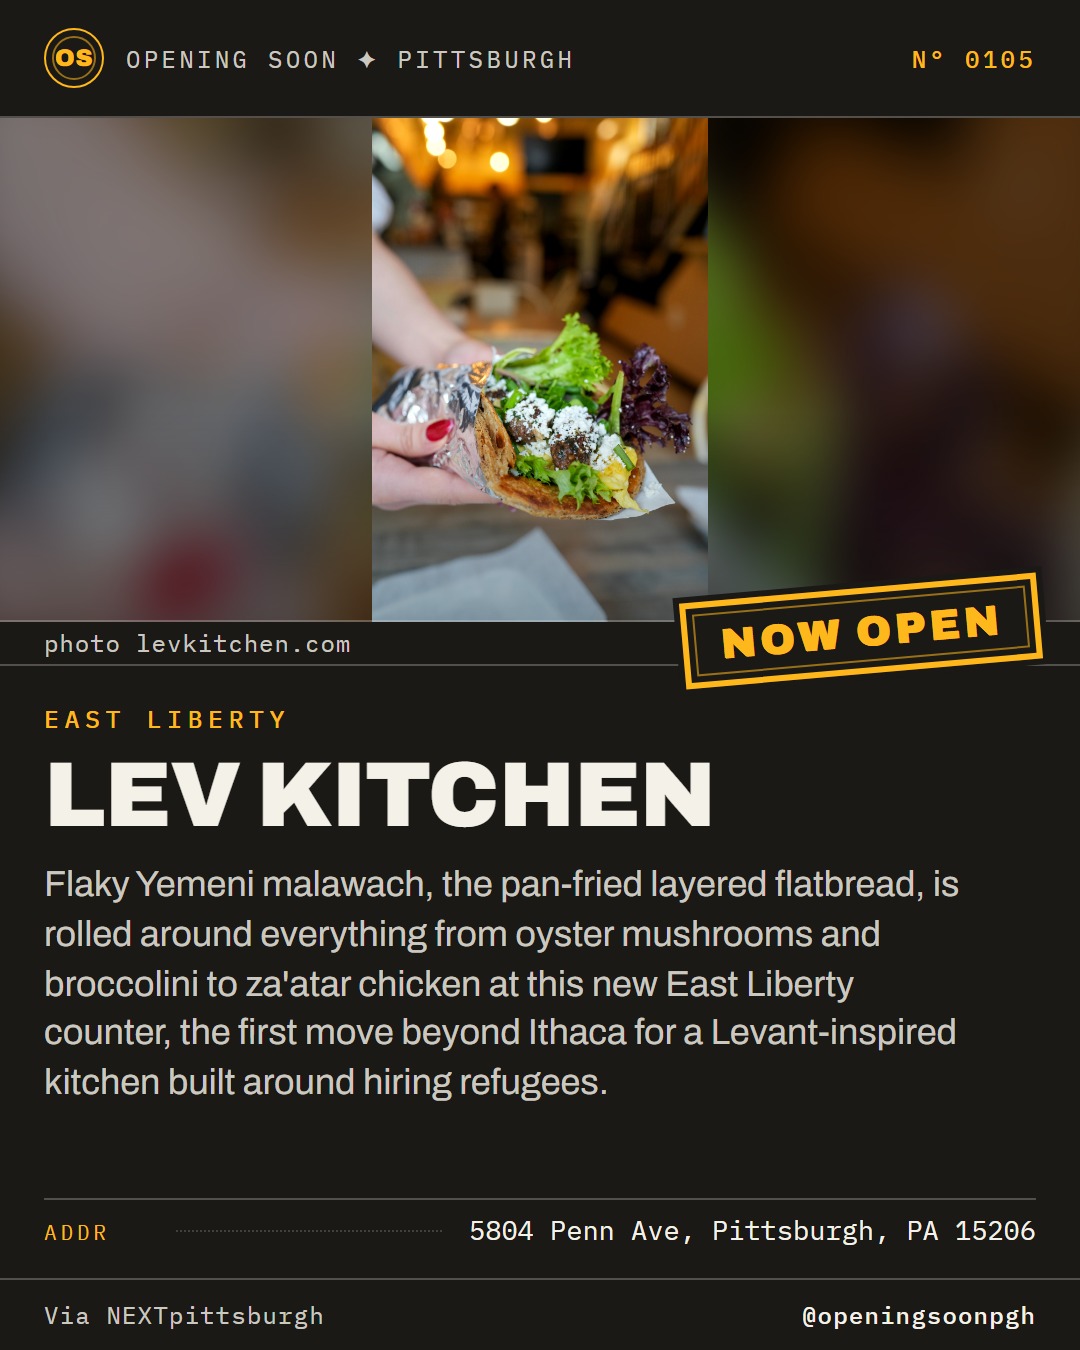 OS OPENING SOON ✦ PITTSBURGH N° 0105
photo levkitchen.com
NOW OPEN
EAST LIBERTY
LEV KITCHEN
Flaky Yemeni malawach, the pan-fried layered flatbread, is
rolled around everything from oyster mushrooms and
broccolini to za'atar chicken at this new East Liberty
counter, the first move beyond Ithaca for a Levant-inspired
kitchen built around hiring refugees.
ADDR 5804 Penn Ave, Pittsburgh, PA 15206
Via NEXTpittsburgh @openingsoonpgh